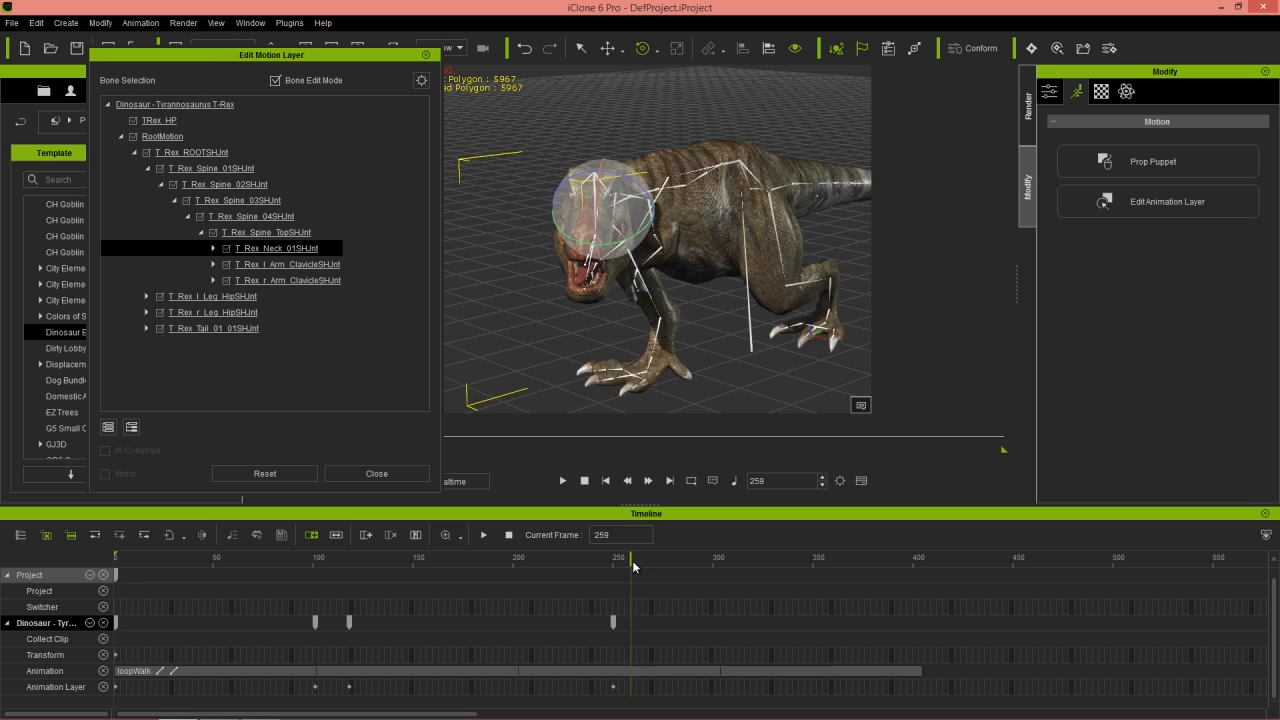 iClone 6 Pro - DefProject.iProject
File Edit Create Modify Animation Render View Window Plugins Help
Conform
Edit Motion Layer
Bone Selection
Bone Edit Mode
Dinosaur - Tyrannosaurus T-Rex
TRex_HP
RootMotion
T_Rex_ROOTSHJnt
T_Rex_Spine_01SHJnt
T_Rex_Spine_02SHJnt
T_Rex_Spine_03SHJnt
T_Rex_Spine_04SHJnt
T_Rex_Spine_TopSHJnt
T_Rex_Neck_01SHJnt
T_Rex_l_Arm_ClavicleSHJnt
T_Rex_r_Arm_ClavicleSHJnt
T_Rex_l_Leg_HipSHJnt
T_Rex_r_Leg_HipSHJnt
T_Rex_Tail_01_01SHJnt
IK Constrain
Mirror
Reset
Close
Template
Search
CH Goblin
CH Goblin
CH Goblin
CH Goblin
City Eleme
City Eleme
City Eleme
Colors of S
Dinosaur E
Dirty Lobby
Displacem
Dog Bundl
Domestic A
EZTrees
G5 Small C
GJ3D
Polygon : 5967
ed Polygon : 5967
Render
Modify
Modify
Motion
Prop Puppet
Edit Animation Layer
altime
259
Timeline
Current Frame : 259
0 50 100 150 200 250 300 350 400 450 500 550
Project
Project
Switcher
Dinosaur - Tyr...
Collect Clip
Transform
Animation
loopWalk
Animation Layer